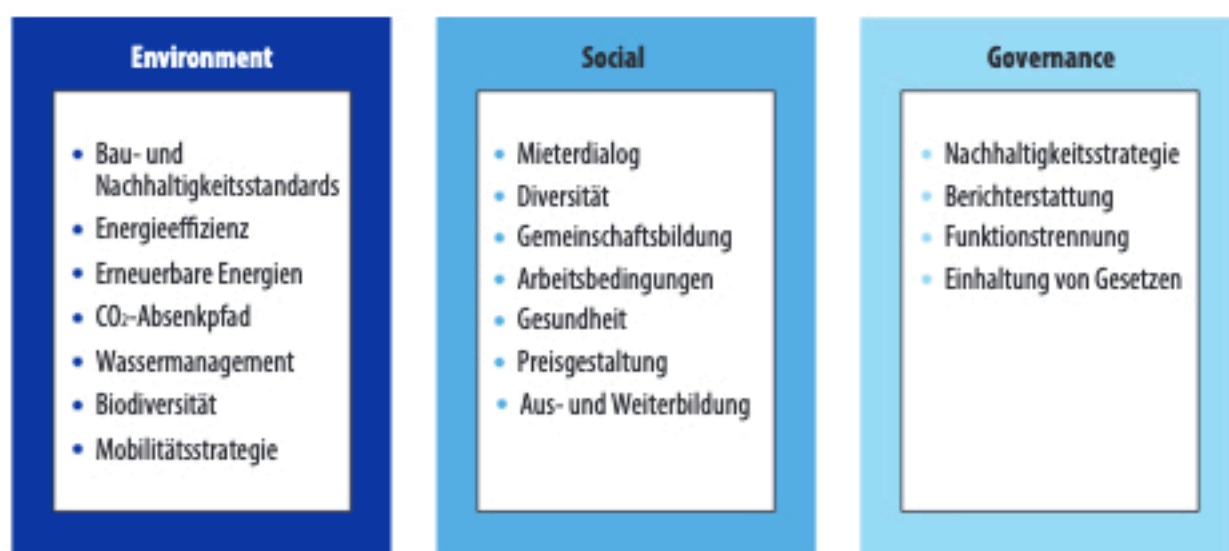 Environment
• Bau- und
Nachhaltigkeitsstandards
• Energieeffizienz
• Erneuerbare Energien
• CO₂-Absenkpfad
• Wassermanagement
• Biodiversität
• Mobilitätsstrategie
Social
• Mieterdialog
• Diversität
• Gemeinschaftsbildung
• Arbeitsbedingungen
• Gesundheit
• Preisgestaltung
• Aus- und Weiterbildung
Governance
• Nachhaltigkeitsstrategie
• Berichterstattung
• Funktionstrennung
• Einhaltung von Gesetzen